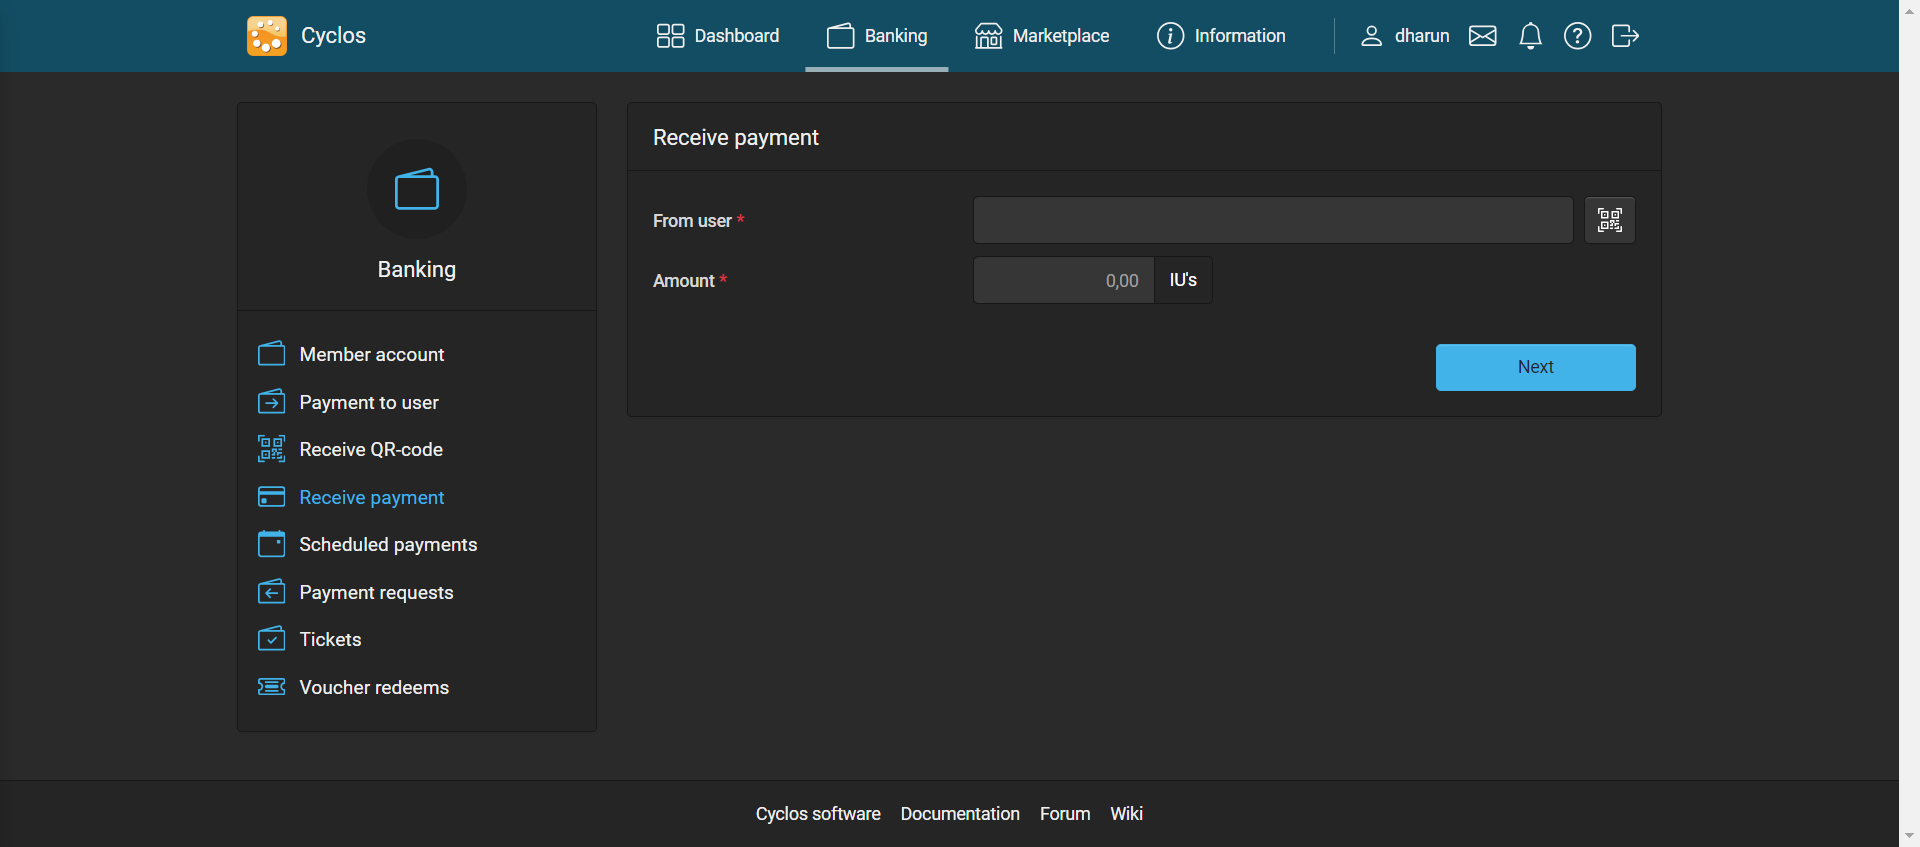 Cyclos
Dashboard
Banking
Marketplace
Information
dharun
Banking
Member account
Payment to user
Receive QR-code
Receive payment
Scheduled payments
Payment requests
Tickets
Voucher redeems
Receive payment
From user *
Amount *
0,00
IU's
Next
Cyclos software
Documentation
Forum
Wiki